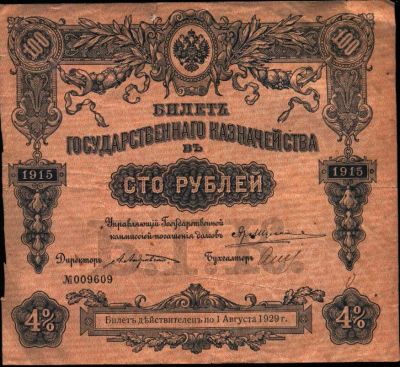 100 100
БИЛЕТЪ
ГОСУДАРСТВЕННАГО КАЗНАЧЕЙСТВА
ВЪ
1915 СТО РУБЛЕЙ 1915
Управляющій Государственной
коммиссіей погашенія долговъ
Директоръ Бухгалтеръ
№009609
4% Билетъ дѣйствителенъ по 1 Августа 1929 г. 4%